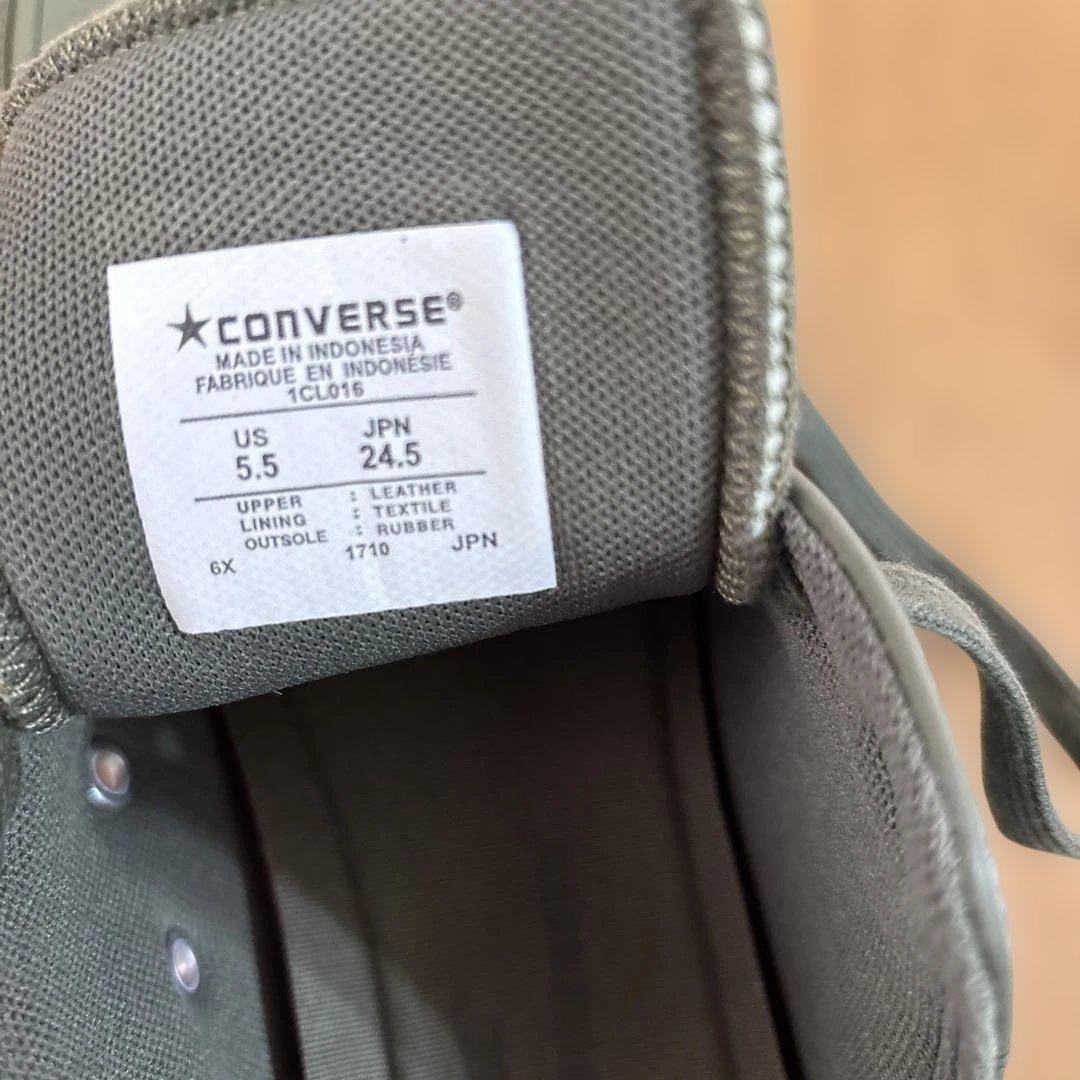 ★CONVERSE®
MADE IN INDONESIA
FABRIQUE EN INDONÉSIE
1CL016
US JPN
5.5 24.5
UPPER : LEATHER
LINING : TEXTILE
OUTSOLE : RUBBER
6X 1710 JPN